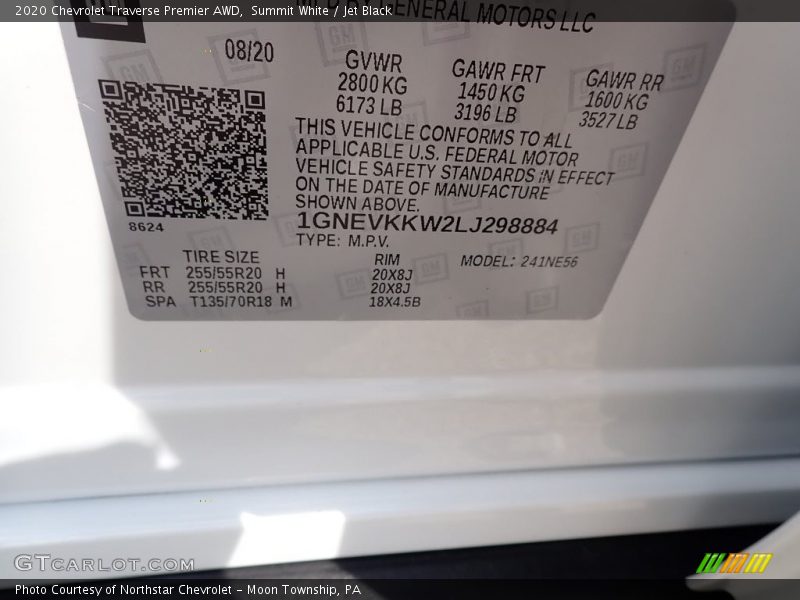 2020 Chevrolet Traverse Premier AWD, Summit White / Jet Black
BY GENERAL MOTORS LLC
08/20
GVWR
2800 KG
6173 LB
GAWR FRT
1450 KG
3196 LB
GAWR RR
1600 KG
3527 LB
THIS VEHICLE CONFORMS TO ALL
APPLICABLE U.S. FEDERAL MOTOR
VEHICLE SAFETY STANDARDS IN EFFECT
ON THE DATE OF MANUFACTURE
SHOWN ABOVE.
1GNEVKKW2LJ298884
TYPE: M.P.V.
8624
TIRE SIZE RIM MODEL: 241NE56
FRT 255/55R20 H 20X8J
RR 255/55R20 H 20X8J
SPA T135/70R18 M 18X4.5B
GTCARLOT.COM
Photo Courtesy of Northstar Chevrolet - Moon Township, PA